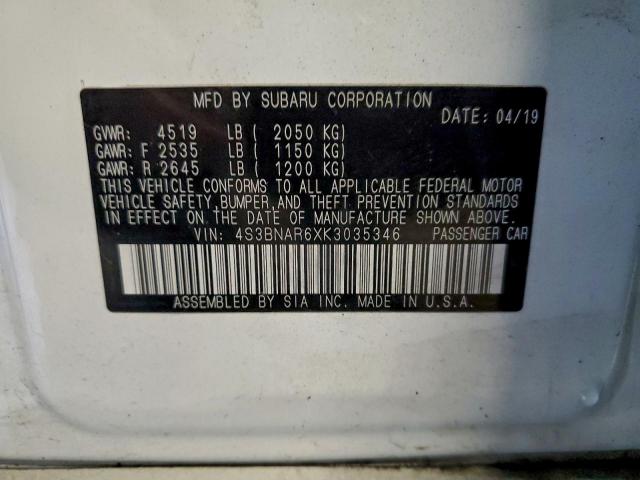 MFD BY SUBARU CORPORATION
DATE: 04/19
GVWR: 4519 LB ( 2050 KG)
GAWR: F 2535 LB ( 1150 KG)
GAWR: R 2645 LB ( 1200 KG)
THIS VEHICLE CONFORMS TO ALL APPLICABLE FEDERAL MOTOR
VEHICLE SAFETY, BUMPER, AND THEFT PREVENTION STANDARDS
IN EFFECT ON THE DATE OF MANUFACTURE SHOWN ABOVE.
VIN: 4S3BNAR6XK3035346 PASSENGER CAR
ASSEMBLED BY SIA INC. MADE IN U.S.A.